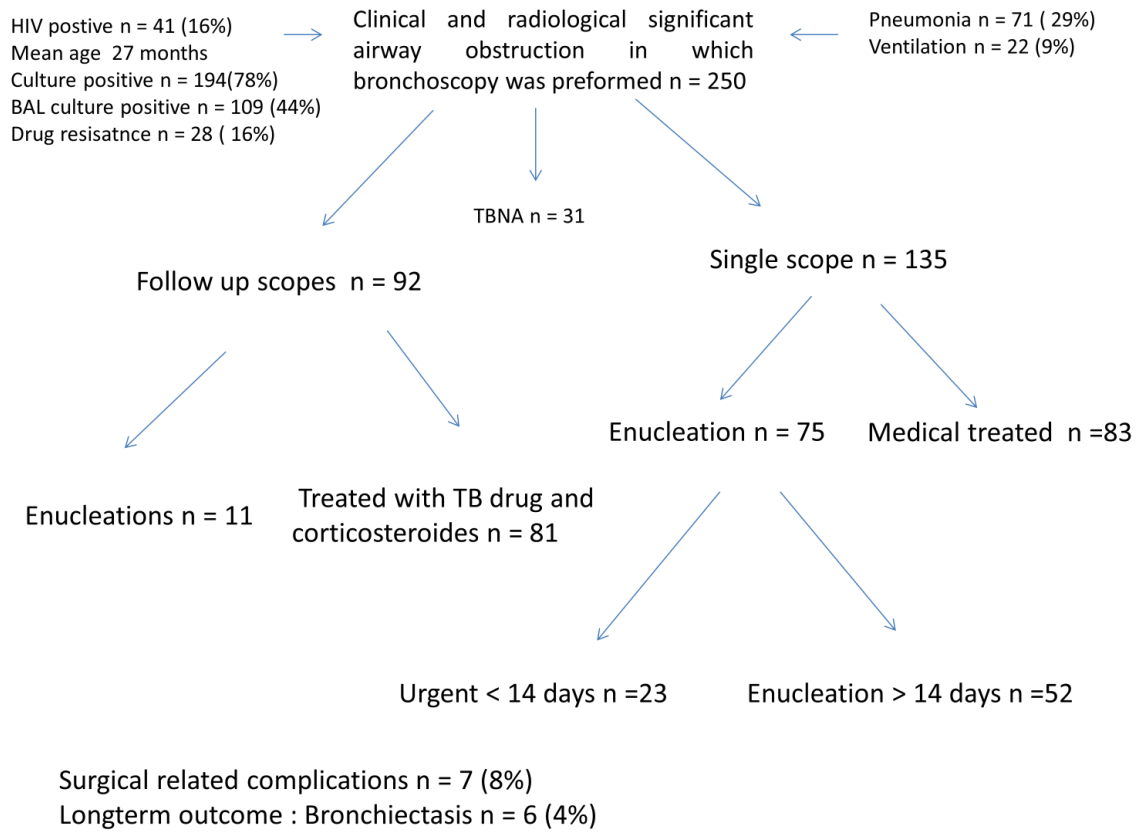 HIV postive n = 41 (16%)
Mean age 27 months
Culture positive n = 194(78%)
BAL culture positive n = 109 (44%)
Drug resisatnce n = 28 ( 16%)
Clinical and radiological significant
airway obstruction in which
bronchoscopy was preformed n = 250
Pneumonia n = 71 ( 29%)
Ventilation n = 22 (9%)
TBNA n = 31
Follow up scopes n = 92
Single scope n = 135
Enucleation n = 75
Medical treated n =83
Enucleations n = 11
Treated with TB drug and
corticosteroides n = 81
Urgent < 14 days n =23
Enucleation > 14 days n =52
Surgical related complications n = 7 (8%)
Longterm outcome : Bronchiectasis n = 6 (4%)